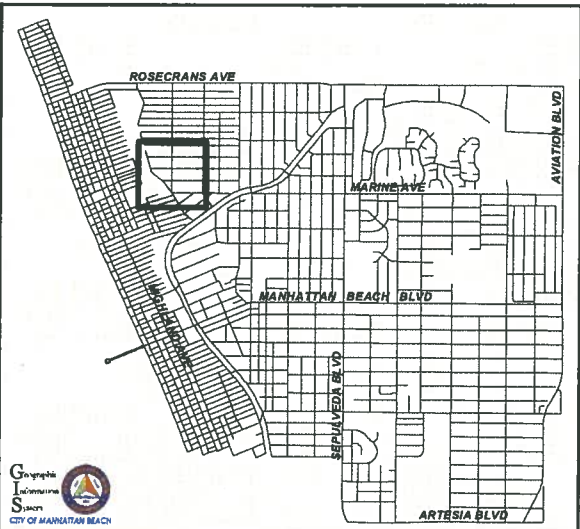 ROSECRANS AVE
AVIATION BLVD
MARINE AVE
MANHATTAN BEACH BLVD
HIGHLAND AVE
SEPULVEDA BLVD
ARTESIA BLVD
Geographic
Information
System
CITY OF MANHATTAN BEACH